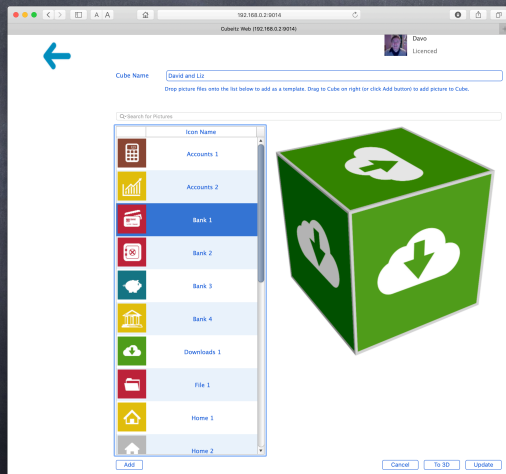 A A
192.168.0.2:9014
Cubeitz Web (192.168.0.2:9014)
Davo
Licenced
Cube Name
David and Liz
Drop picture files onto the list below to add as a template. Drag to Cube on right (or click Add button) to add picture to Cube.
Search for Pictures
Icon Name
Accounts 1
Accounts 2
Bank 1
Bank 2
Bank 3
Bank 4
Downloads 1
File 1
Home 1
Home 2
Add
Cancel
To 3D
Update